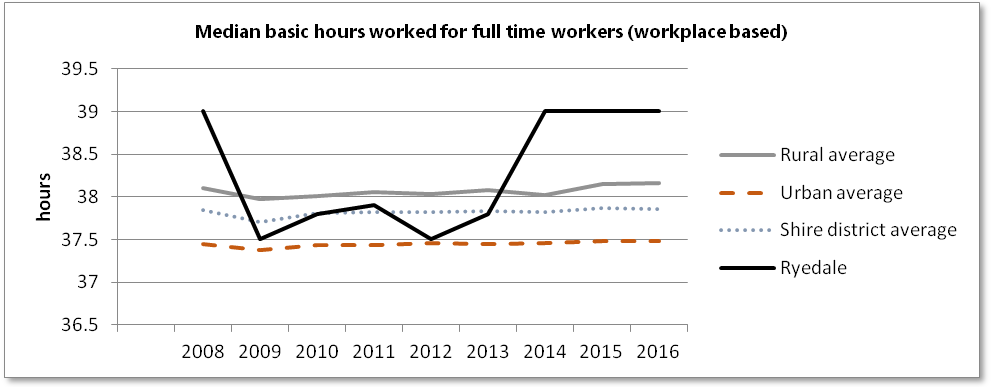 Median basic hours worked for full time workers (workplace based)
39.5
39
38.5
38
37.5
37
36.5
hours
2008 2009 2010 2011 2012 2013 2014 2015 2016
Rural average
Urban average
Shire district average
Ryedale